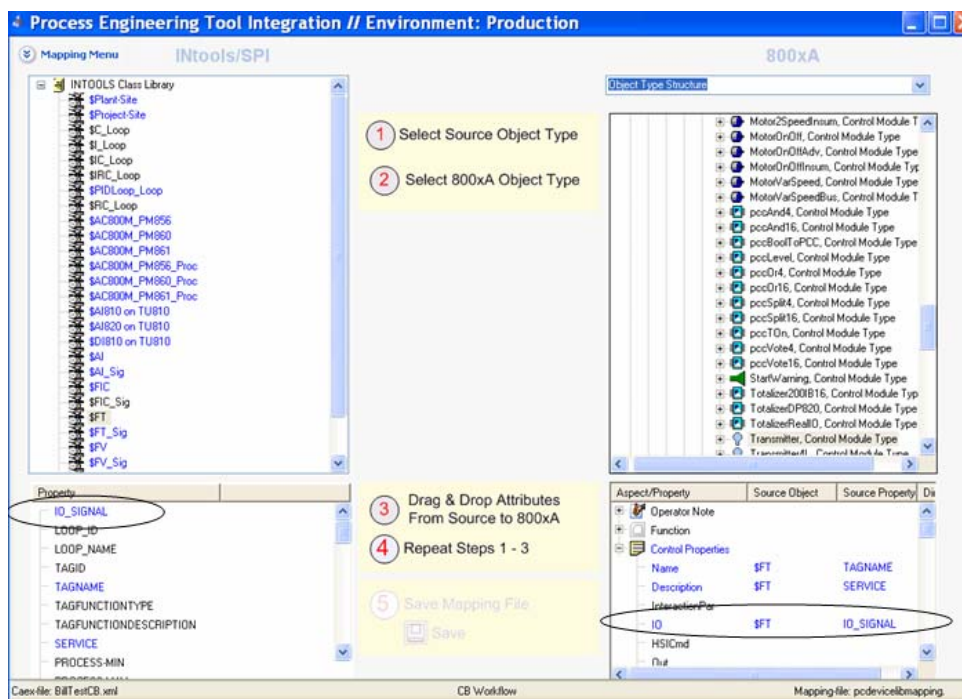 Process Engineering Tool Integration // Environment: Production
Mapping Menu
INtools/SPI
800xA
INTOOLS Class Library
$Plant-Site
$Project-Site
$C_Loop
$I_Loop
$IC_Loop
$IRC_Loop
$PIDLoop_Loop
$RC_Loop
$AC800M_PM856
$AC800M_PM860
$AC800M_PM861
$AC800M_PM856_Proc
$AC800M_PM860_Proc
$AC800M_PM861_Proc
$AI810 on TU810
$AI820 on TU810
$DI810 on TU810
$AI
$AI_Sig
$FIC
$FIC_Sig
$FT
$FT_Sig
$FV
$FV_Sig
1 Select Source Object Type
2 Select 800xA Object Type
Object Type Structure
Motor2SpeedInsum, Control Module T
MotorOnOff, Control Module Type
MotorOnOffAdv, Control Module Type
MotorOnOffInsum, Control Module Typ
MotorVarSpeed, Control Module Type
MotorVarSpeedBus, Control Module T
pccAnd4, Control Module Type
pccAnd16, Control Module Type
pccBoolToPCC, Control Module Type
pccLevel, Control Module Type
pccOr4, Control Module Type
pccOr16, Control Module Type
pccSplit4, Control Module Type
pccSplit16, Control Module Type
pccTOn, Control Module Type
pccVote4, Control Module Type
pccVote16, Control Module Type
StartWarning, Control Module Type
Totalizer200IB16, Control Module Typ
TotalizerDP820, Control Module Type
TotalizerRealIO, Control Module Type
Transmitter, Control Module Type
Property
IO_SIGNAL
LOOP_ID
LOOP_NAME
TAGID
TAGNAME
TAGFUNCTIONTYPE
TAGFUNCTIONDESCRIPTION
SERVICE
PROCESS-MIN
3 Drag & Drop Attributes
From Source to 800xA
4 Repeat Steps 1 - 3
5 Save Mapping File
Save
Aspect/Property Source Object Source Property Di
Operator Note
Function
Control Properties
Name $FT TAGNAME
Description $FT SERVICE
InteractionPar
IO $FT IO_SIGNAL
HSICmd
Out
Caex-file: BillTestCB.xml CB Workflow Mapping-file: pcdevicelibmapping.